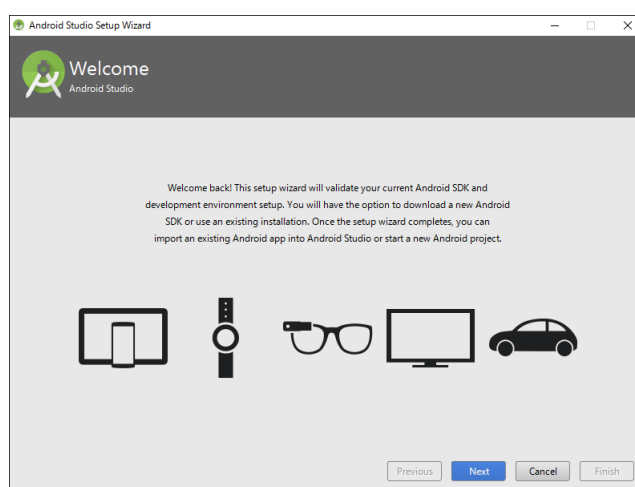 Android Studio Setup Wizard
Welcome
Android Studio
Welcome back! This setup wizard will validate your current Android SDK and
development environment setup. You will have the option to download a new Android
SDK or use an existing installation. Once the setup wizard completes, you can
import an existing Android app into Android Studio or start a new Android project.
Previous Next Cancel Finish